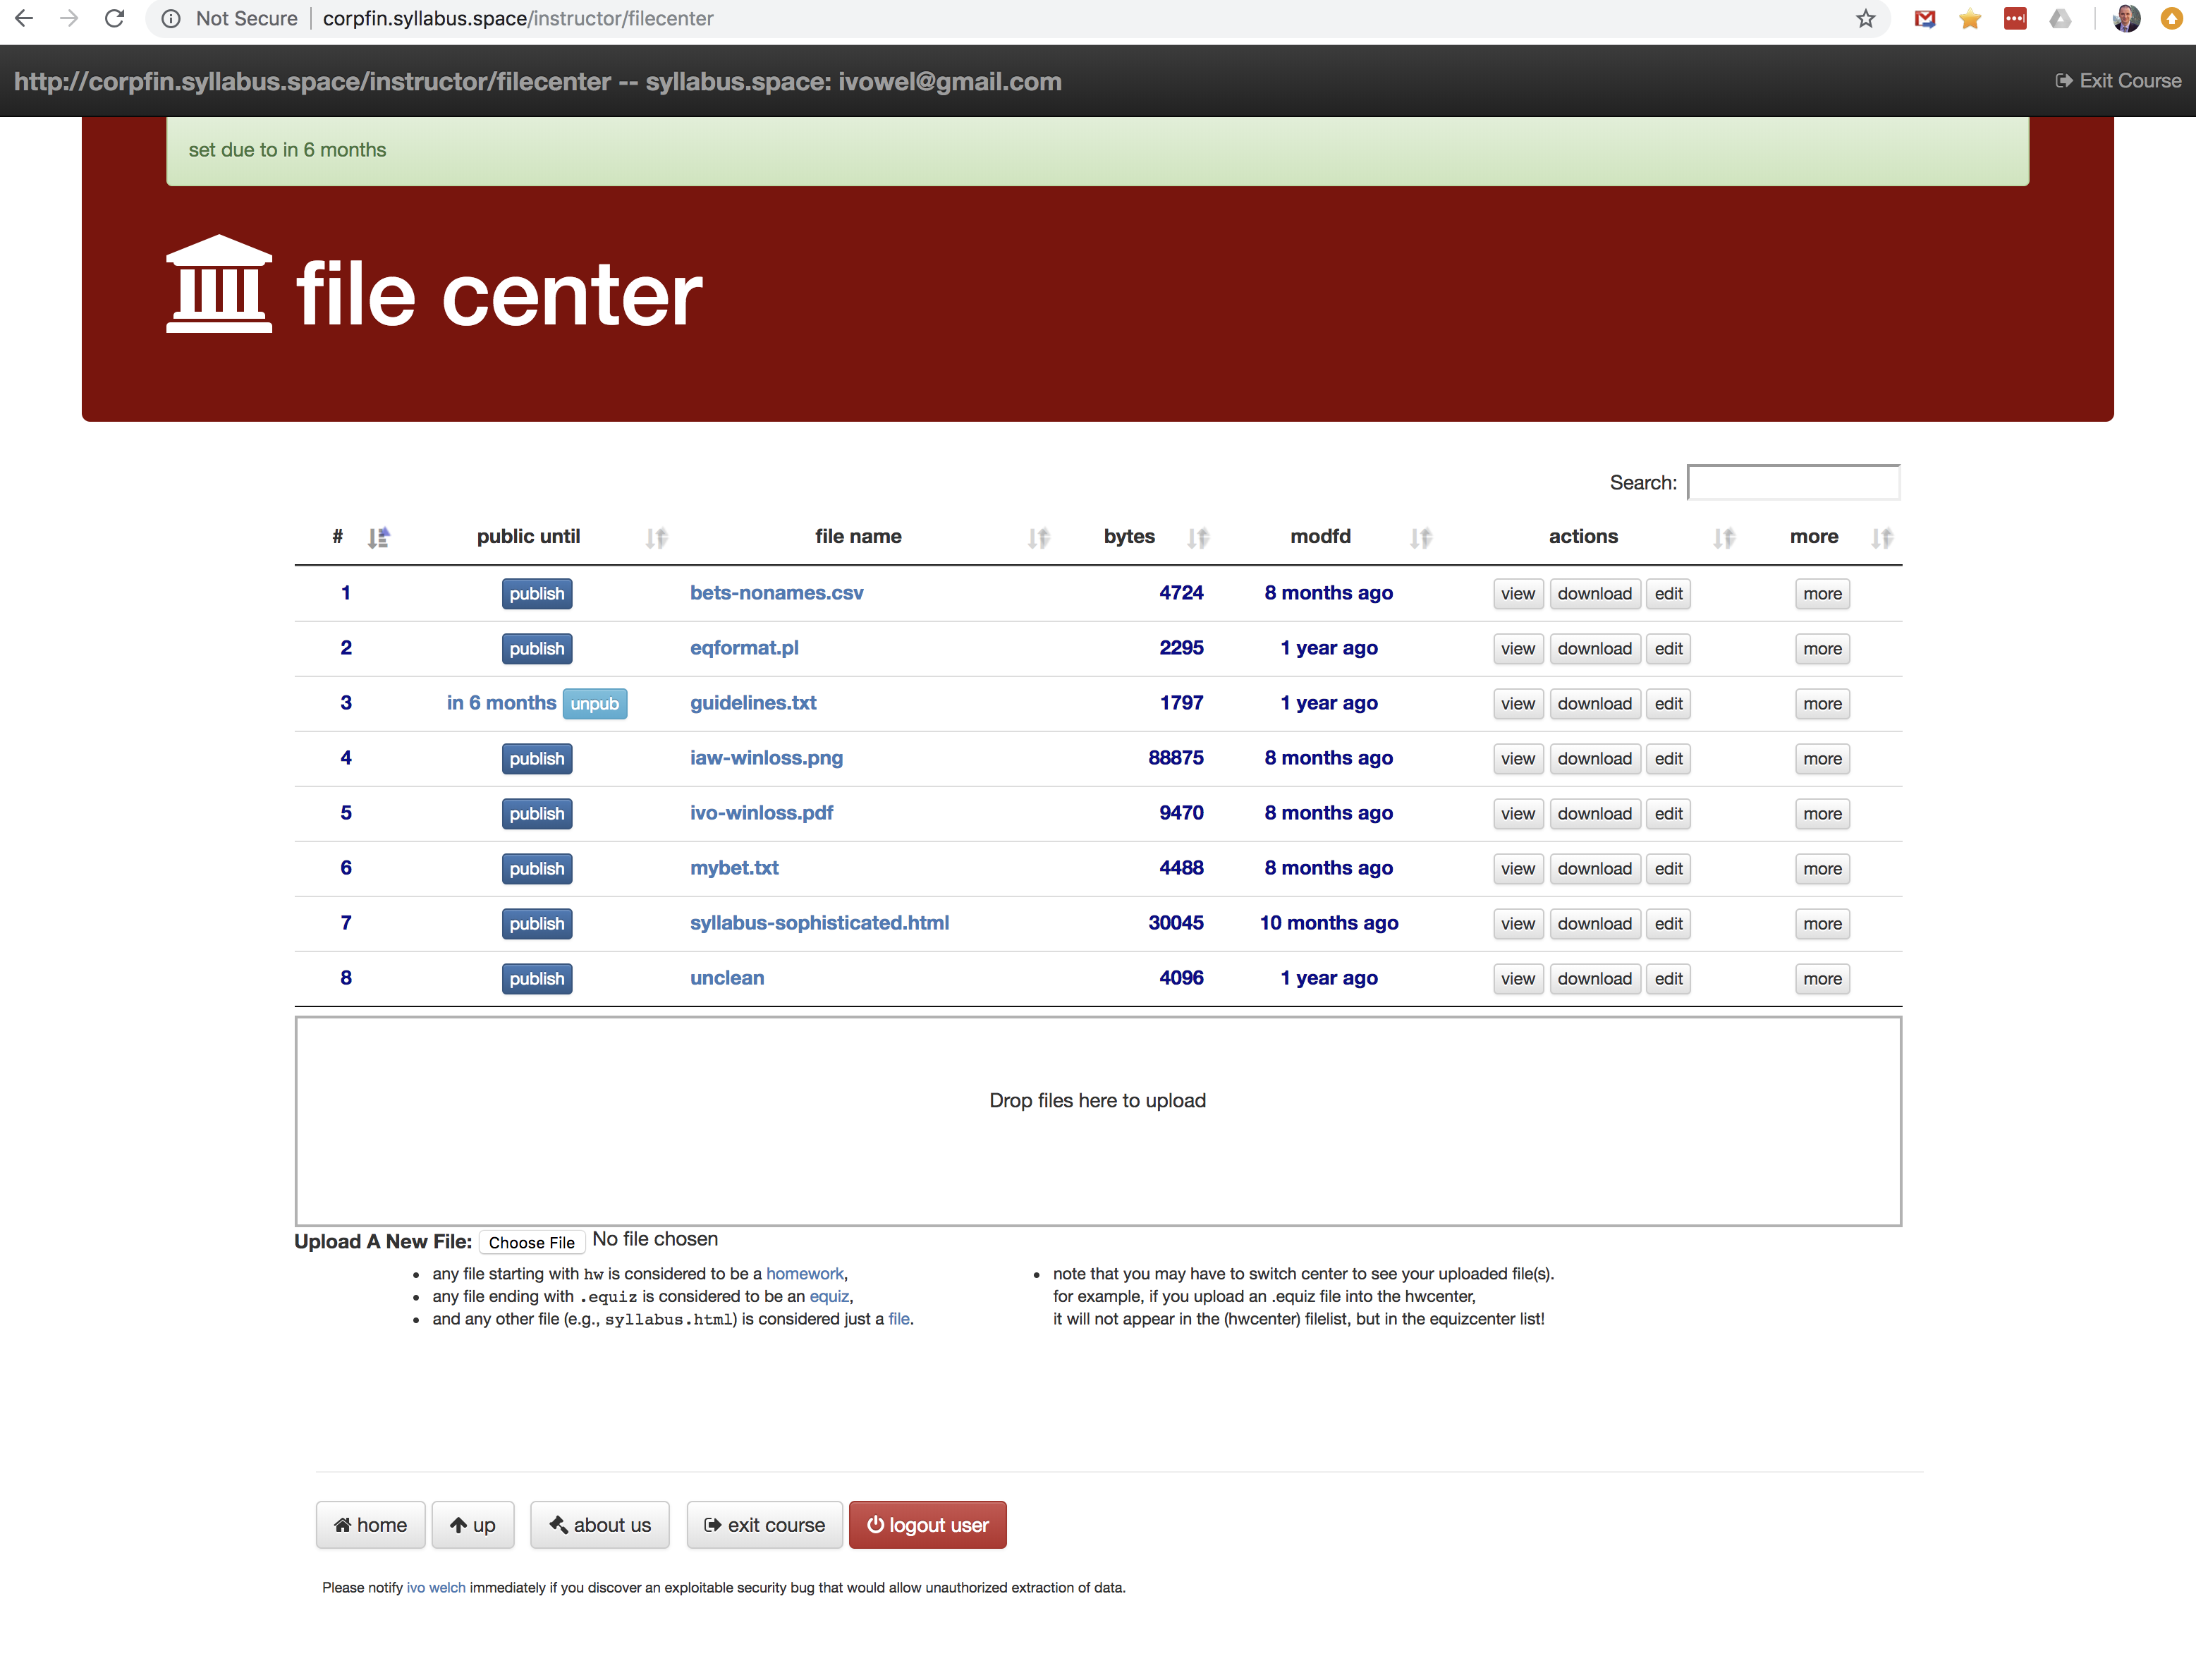 Not Secure | corpfin.syllabus.space/instructor/filecenter
http://corpfin.syllabus.space/instructor/filecenter -- syllabus.space: ivowel@gmail.com Exit Course
set due to in 6 months
file center
Search:
# public until file name bytes modfd actions more
1 publish bets-nonames.csv 4724 8 months ago view download edit more
2 publish eqformat.pl 2295 1 year ago view download edit more
3 in 6 months unpub guidelines.txt 1797 1 year ago view download edit more
4 publish iaw-winloss.png 88875 8 months ago view download edit more
5 publish ivo-winloss.pdf 9470 8 months ago view download edit more
6 publish mybet.txt 4488 8 months ago view download edit more
7 publish syllabus-sophisticated.html 30045 10 months ago view download edit more
8 publish unclean 4096 1 year ago view download edit more
Drop files here to upload
Upload A New File: Choose File No file chosen
• any file starting with hw is considered to be a homework,
• any file ending with .equiz is considered to be an equiz,
• and any other file (e.g., syllabus.html) is considered just a file.
• note that you may have to switch center to see your uploaded file(s).
for example, if you upload an .equiz file into the hwcenter,
it will not appear in the (hwcenter) filelist, but in the equizcenter list!
home up about us exit course logout user
Please notify ivo welch immediately if you discover an exploitable security bug that would allow unauthorized extraction of data.